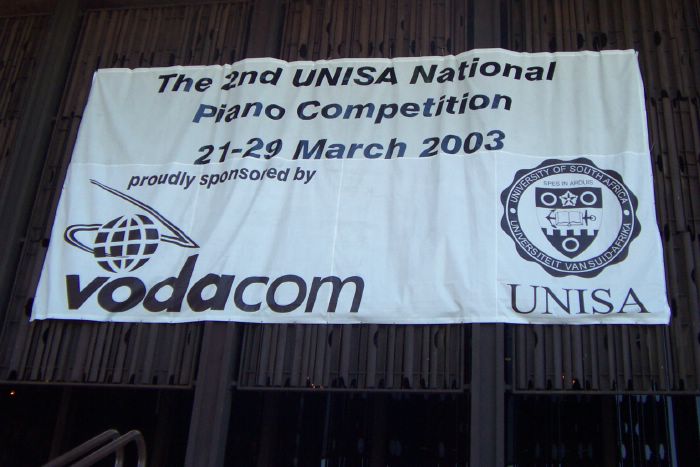 The 2nd UNISA National
Piano Competition
21-29 March 2003
proudly sponsored by
vodacom
UNIVERSITY OF SOUTH AFRICA
SPES IN ARDUIS
UNIVERSITEIT VAN SUID-AFRIKA
UNISA